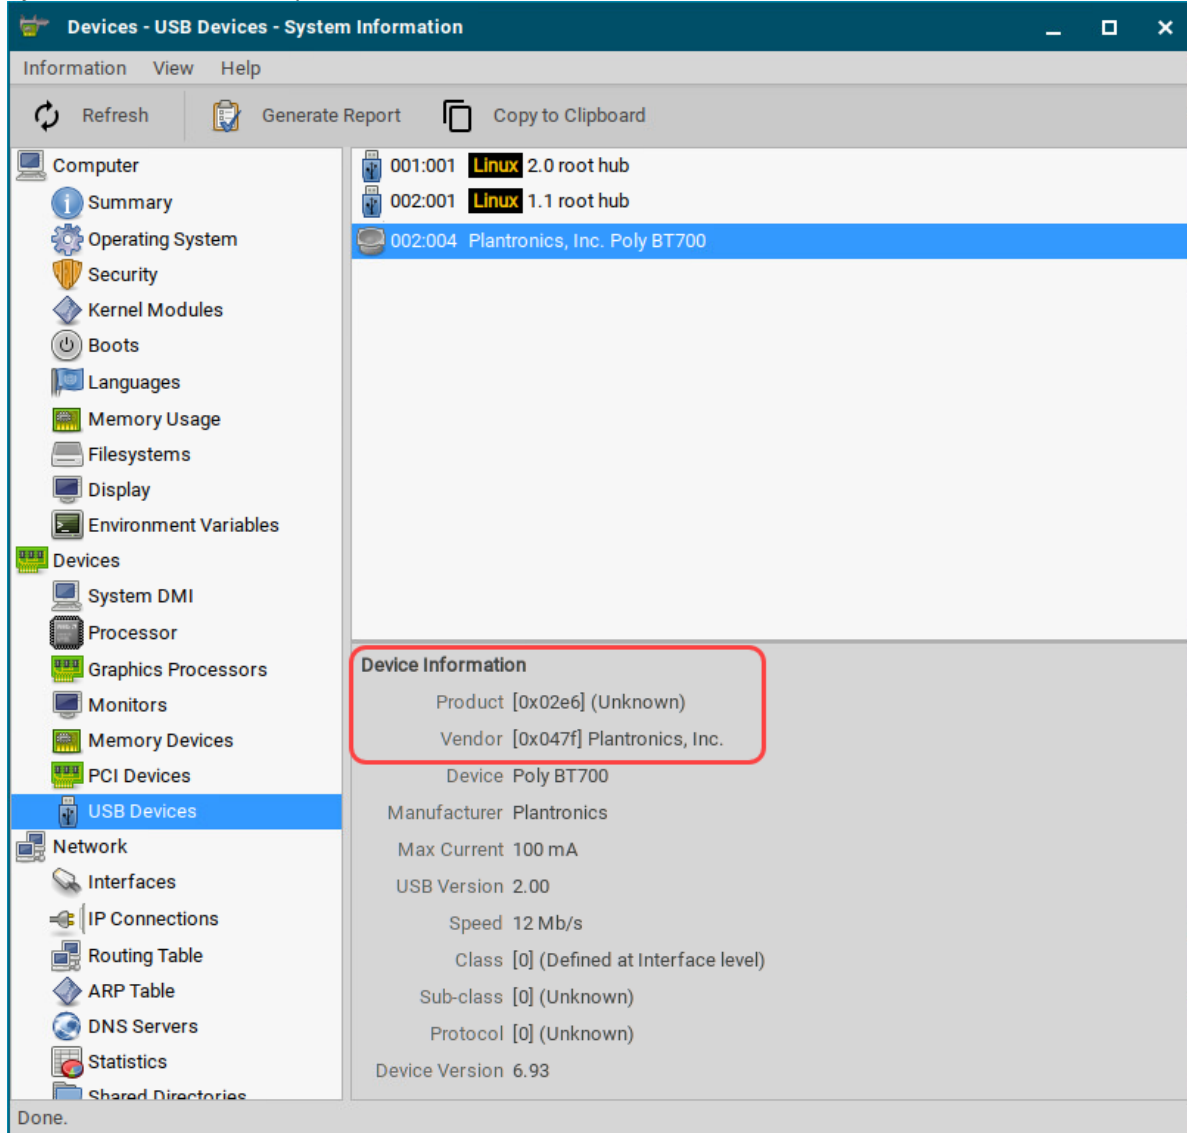 Devices - USB Devices - System Information
Information View Help
Refresh Generate Report Copy to Clipboard
Computer
Summary
Operating System
Security
Kernel Modules
Boots
Languages
Memory Usage
Filesystems
Display
Environment Variables
Devices
System DMI
Processor
Graphics Processors
Monitors
Memory Devices
PCI Devices
USB Devices
Network
Interfaces
IP Connections
Routing Table
ARP Table
DNS Servers
Statistics
Shared Directories
001:001 Linux 2.0 root hub
002:001 Linux 1.1 root hub
002:004 Plantronics, Inc. Poly BT700
Device Information
Product [0x02e6] (Unknown)
Vendor [0x047f] Plantronics, Inc.
Device Poly BT700
Manufacturer Plantronics
Max Current 100 mA
USB Version 2.00
Speed 12 Mb/s
Class [0] (Defined at Interface level)
Sub-class [0] (Unknown)
Protocol [0] (Unknown)
Device Version 6.93
Done.